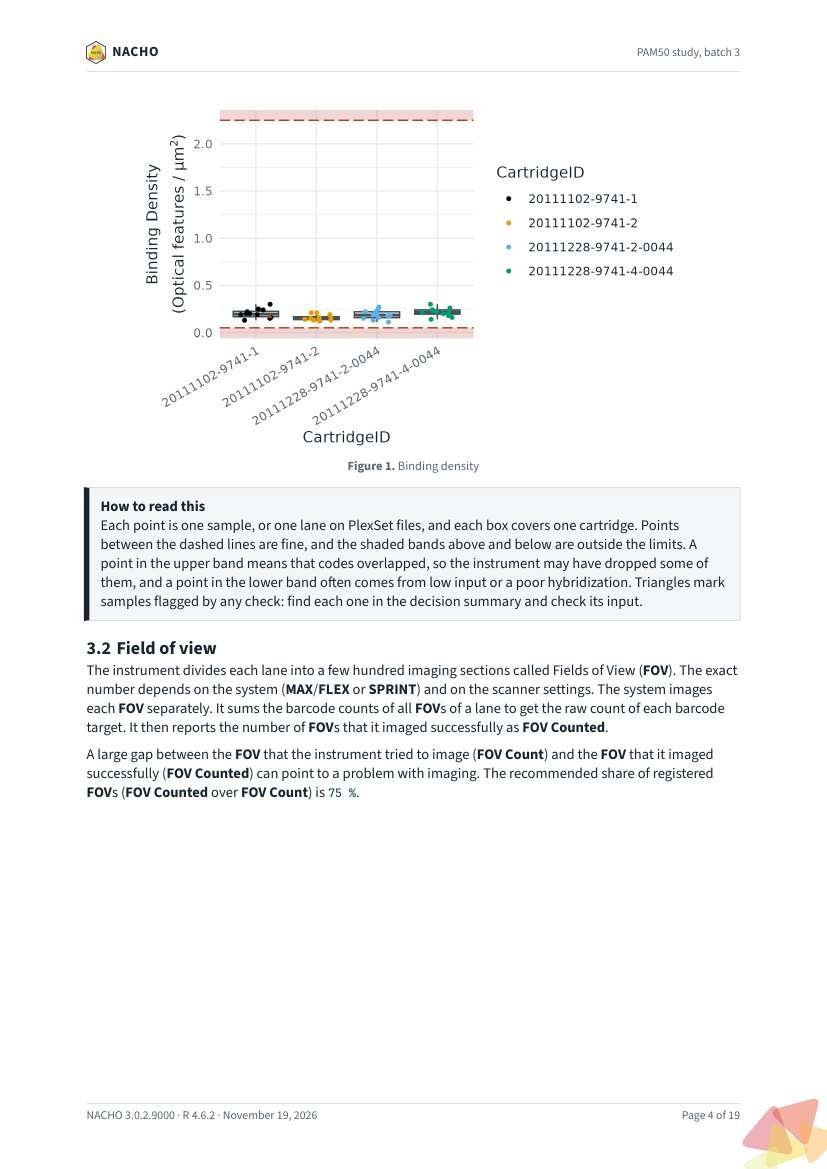 NACHO
PAM50 study, batch 3
Binding Density
(Optical features / µm²)
2.0
1.5
1.0
0.5
0.0
20111102-9741-1
20111102-9741-2
20111228-9741-2-0044
20111228-9741-4-0044
CartridgeID
CartridgeID
20111102-9741-1
20111102-9741-2
20111228-9741-2-0044
20111228-9741-4-0044
Figure 1. Binding density
How to read this
Each point is one sample, or one lane on PlexSet files, and each box covers one cartridge. Points
between the dashed lines are fine, and the shaded bands above and below are outside the limits. A
point in the upper band means that codes overlapped, so the instrument may have dropped some of
them, and a point in the lower band often comes from low input or a poor hybridization. Triangles mark
samples flagged by any check: find each one in the decision summary and check its input.
3.2 Field of view
The instrument divides each lane into a few hundred imaging sections called Fields of View (FOV). The exact
number depends on the system (MAX/FLEX or SPRINT) and on the scanner settings. The system images
each FOV separately. It sums the barcode counts of all FOVs of a lane to get the raw count of each barcode
target. It then reports the number of FOVs that it imaged successfully as FOV Counted.
A large gap between the FOV that the instrument tried to image (FOV Count) and the FOV that it imaged
successfully (FOV Counted) can point to a problem with imaging. The recommended share of registered
FOVs (FOV Counted over FOV Count) is 75 %.
NACHO 3.0.2.9000 · R 4.6.2 · November 19, 2026
Page 4 of 19